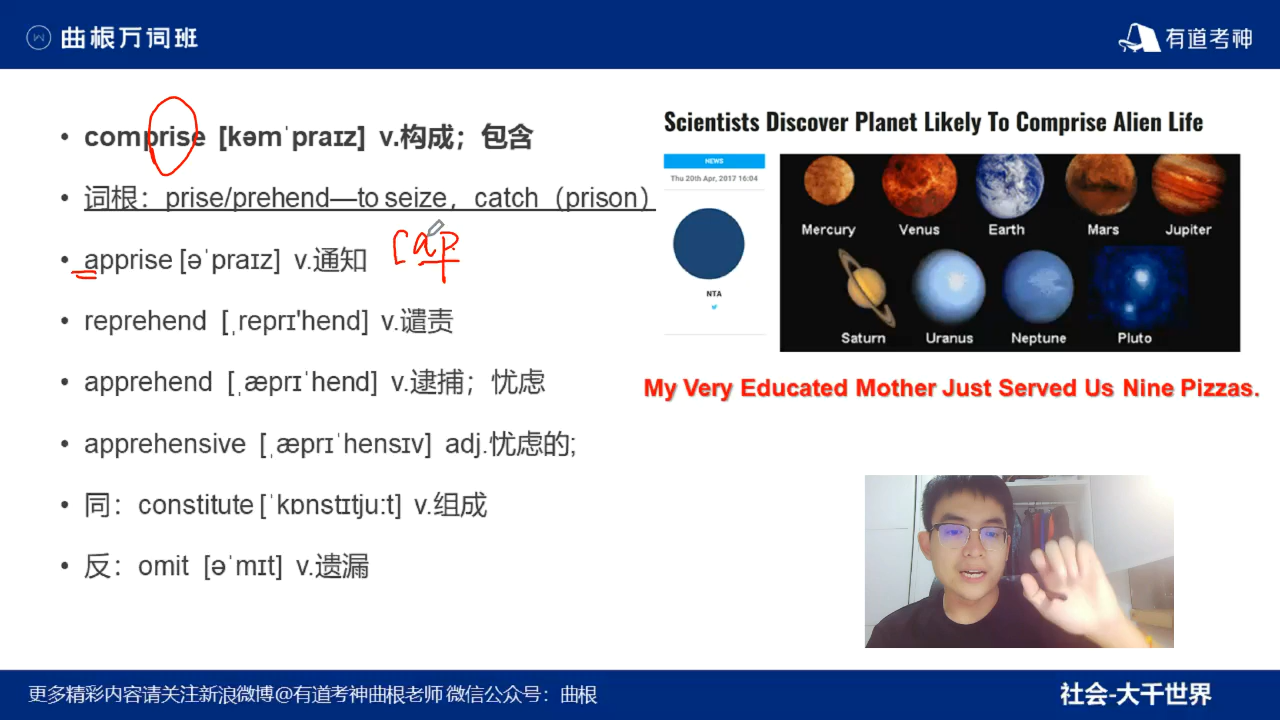 曲根万词班
有道考神
• comprise [kəmˈpraɪz] v.构成；包含
• 词根：prise/prehend—to seize，catch（prison）
• apprise [əˈpraɪz] v.通知
cap
• reprehend [ˌreprɪ'hend] v.谴责
• apprehend [ˌæprɪˈhend] v.逮捕；忧虑
• apprehensive [ˌæprɪˈhensɪv] adj.忧虑的;
• 同：constitute [ˈkɒnstɪtjuːt] v.组成
• 反：omit [əˈmɪt] v.遗漏
Scientists Discover Planet Likely To Comprise Alien Life
NEWS
Thu 20th Apr, 2017 16:04
NTA
Mercury Venus Earth Mars Jupiter
Saturn Uranus Neptune Pluto
My Very Educated Mother Just Served Us Nine Pizzas.
更多精彩内容请关注新浪微博@有道考神曲根老师 微信公众号：曲根
社会-大千世界